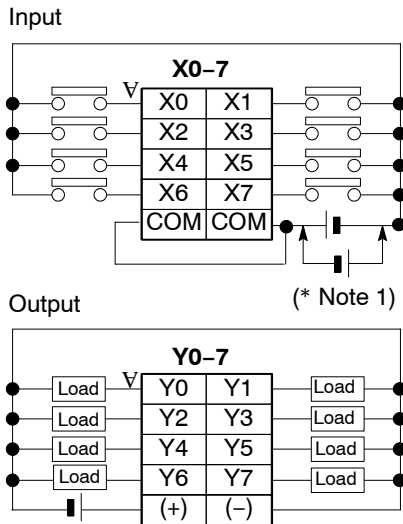 Input
X0–7
A X0 X1
X2 X3
X4 X5
X6 X7
COM COM
(* Note 1)
Output
Y0–7
Load A Y0 Y1 Load
Load Y2 Y3 Load
Load Y4 Y5 Load
Load Y6 Y7 Load
(+) (−)